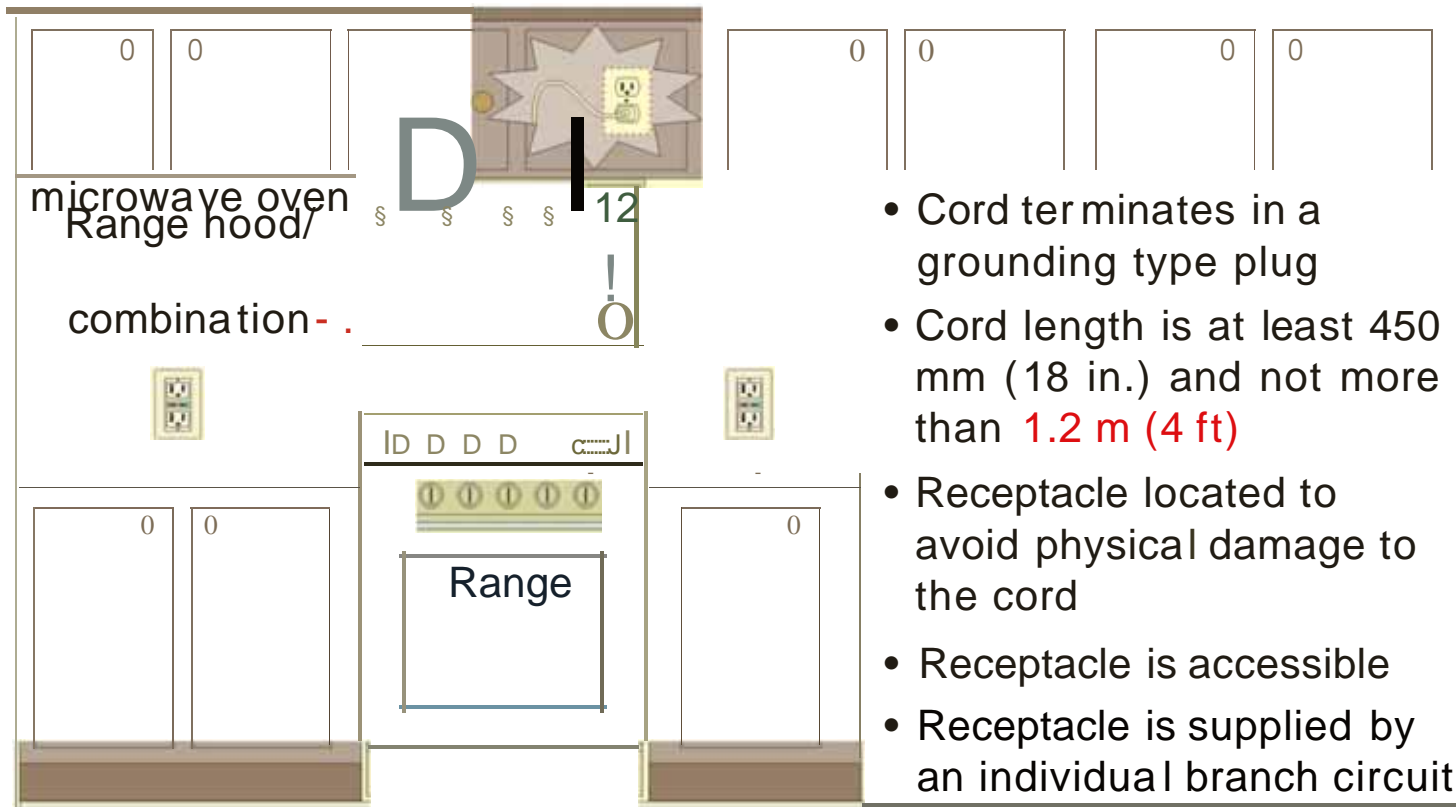 microwave oven
Range hood/
combination- .
D I
§ § § § 12
!
O
ID D D D
Range
• Cord terminates in a
grounding type plug
• Cord length is at least 450
mm (18 in.) and not more
than 1.2 m (4 ft)
• Receptacle located to
avoid physical damage to
the cord
• Receptacle is accessible
• Receptacle is supplied by
an individual branch circuit